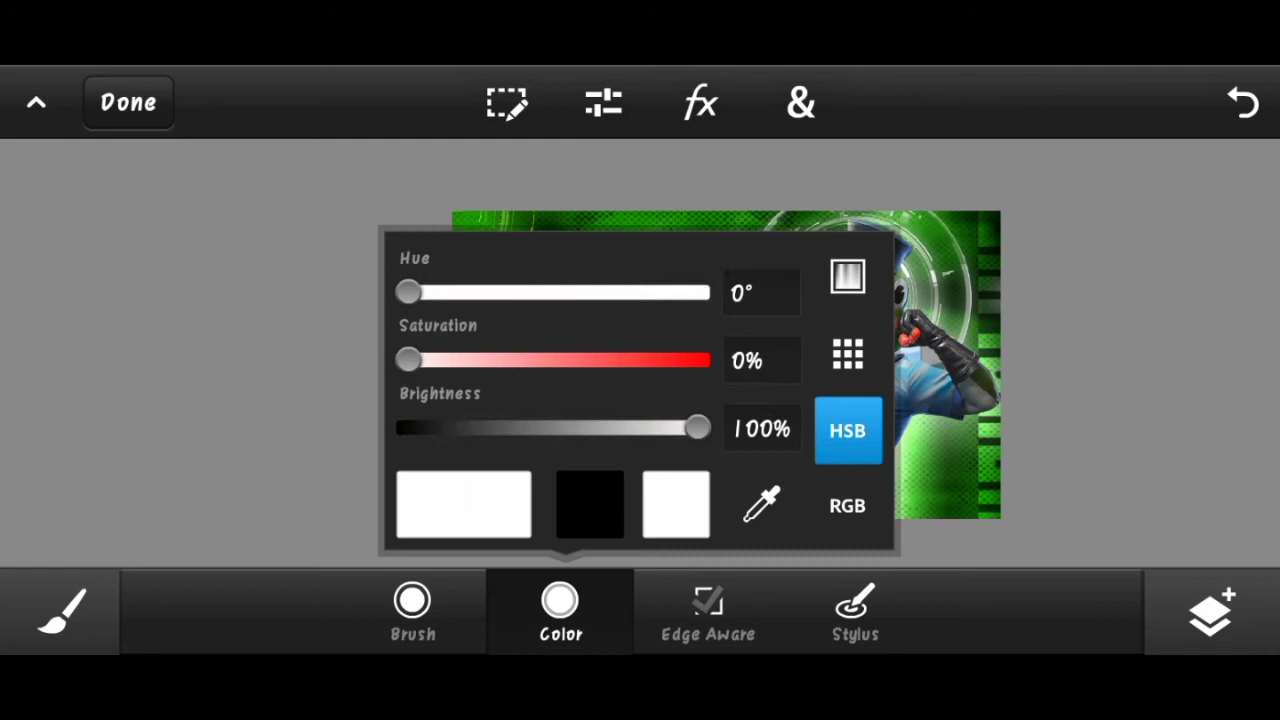 Done
fx
&
Hue
0°
Saturation
0%
Brightness
100%
HSB
RGB
Brush
Color
Edge Aware
Stylus